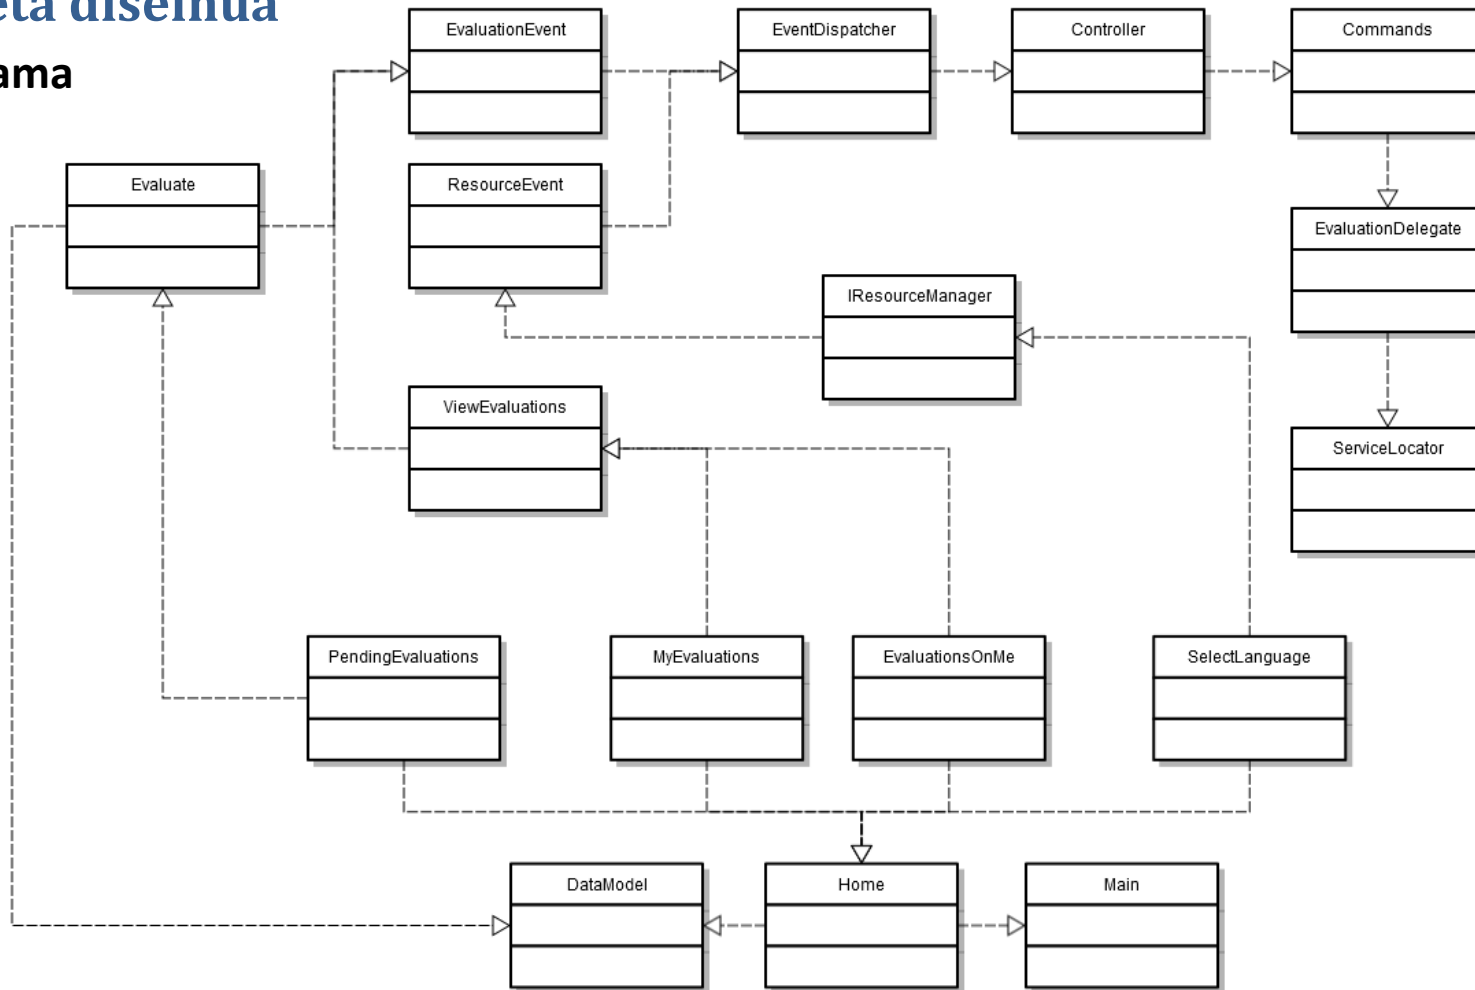 eta diseinua
ama
EvaluationEvent
EventDispatcher
Controller
Commands
Evaluate
ResourceEvent
EvaluationDelegate
IResourceManager
ViewEvaluations
ServiceLocator
PendingEvaluations
MyEvaluations
EvaluationsOnMe
SelectLanguage
DataModel
Home
Main